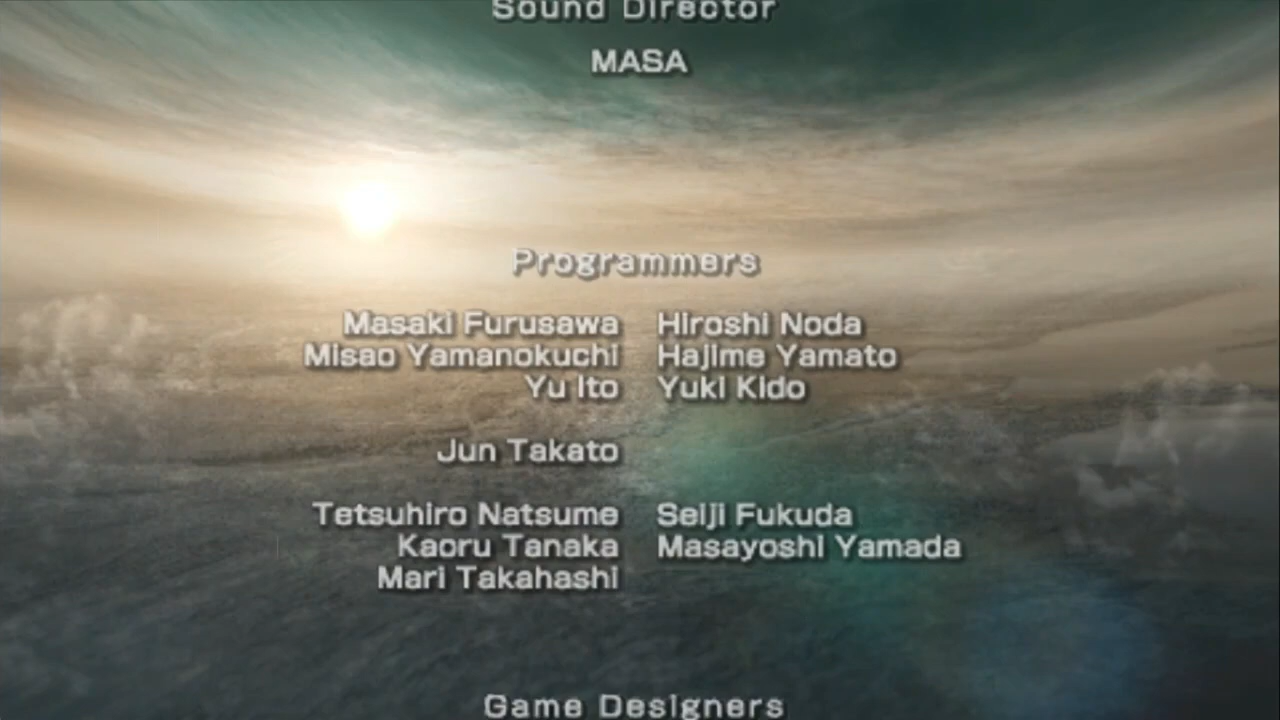 Sound Director
MASA
Programmers
Masaki Furusawa Hiroshi Noda
Misao Yamanokuchi Hajime Yamato
Yu Ito Yuki Kido
Jun Takato
Tetsuhiro Natsume Seiji Fukuda
Kaoru Tanaka Masayoshi Yamada
Mari Takahashi
Game Designers